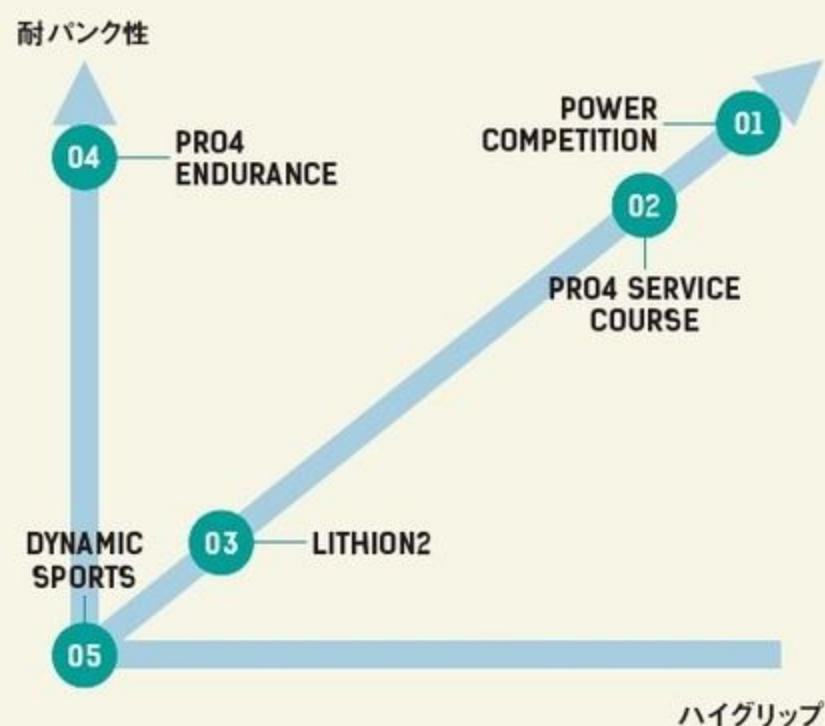 耐パンク性
04
PRO4
ENDURANCE
POWER
COMPETITION
01
02
PRO4 SERVICE
COURSE
03
LITHION2
DYNAMIC
SPORTS
05
ハイグリップ